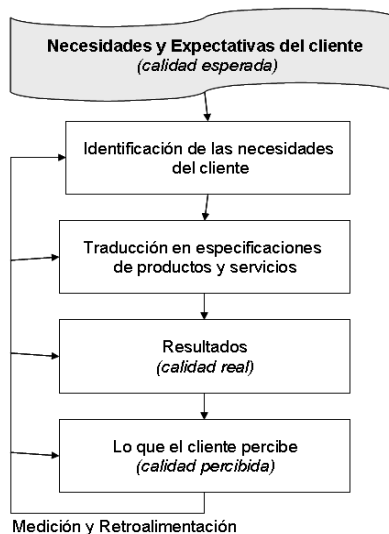 Necesidades y Expectativas del cliente
(calidad esperada)
Identificación de las necesidades
del cliente
Traducción en especificaciones
de productos y servicios
Resultados
(calidad real)
Lo que el cliente percibe
(calidad percibida)
Medición y Retroalimentación